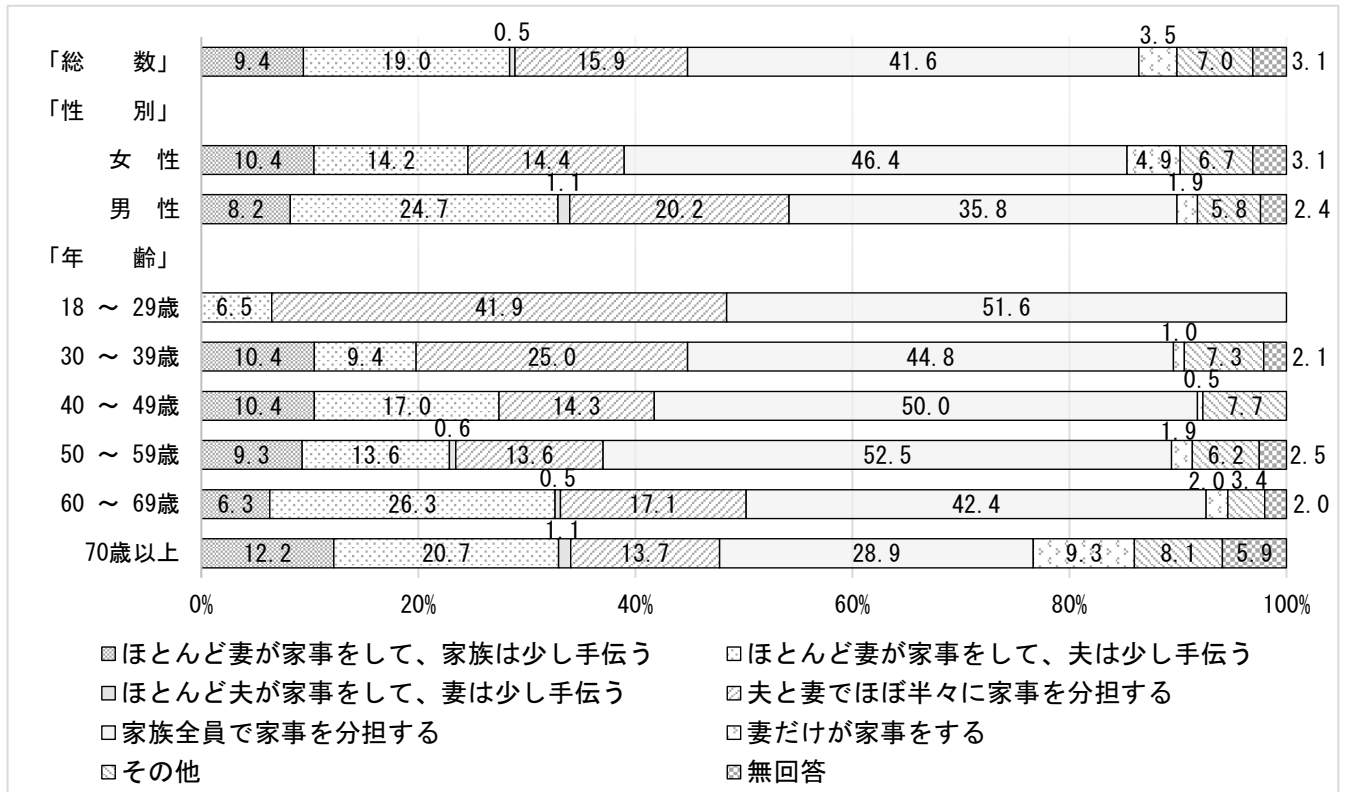 0.5 3.5
「総　　数」 9.4 19.0 15.9 41.6 7.0 3.1
「性　　別」
女　性 10.4 14.2 14.4 46.4 4.9 6.7 3.1
1.1 1.9
男　性 8.2 24.7 20.2 35.8 5.8 2.4
「年　　齢」
18 ～ 29歳 6.5 41.9 51.6
1.0
30 ～ 39歳 10.4 9.4 25.0 44.8 7.3 2.1
0.5
40 ～ 49歳 10.4 17.0 14.3 50.0 7.7
0.6 1.9
50 ～ 59歳 9.3 13.6 13.6 52.5 6.2 2.5
0.5 2.0 3.4
60 ～ 69歳 6.3 26.3 17.1 42.4 2.0
1.1
70歳以上 12.2 20.7 13.7 28.9 9.3 8.1 5.9
0% 20% 40% 60% 80% 100%
ほとんど妻が家事をして、家族は少し手伝う ほとんど妻が家事をして、夫は少し手伝う
ほとんど夫が家事をして、妻は少し手伝う 夫と妻でほぼ半々に家事を分担する
家族全員で家事を分担する 妻だけが家事をする
その他 無回答